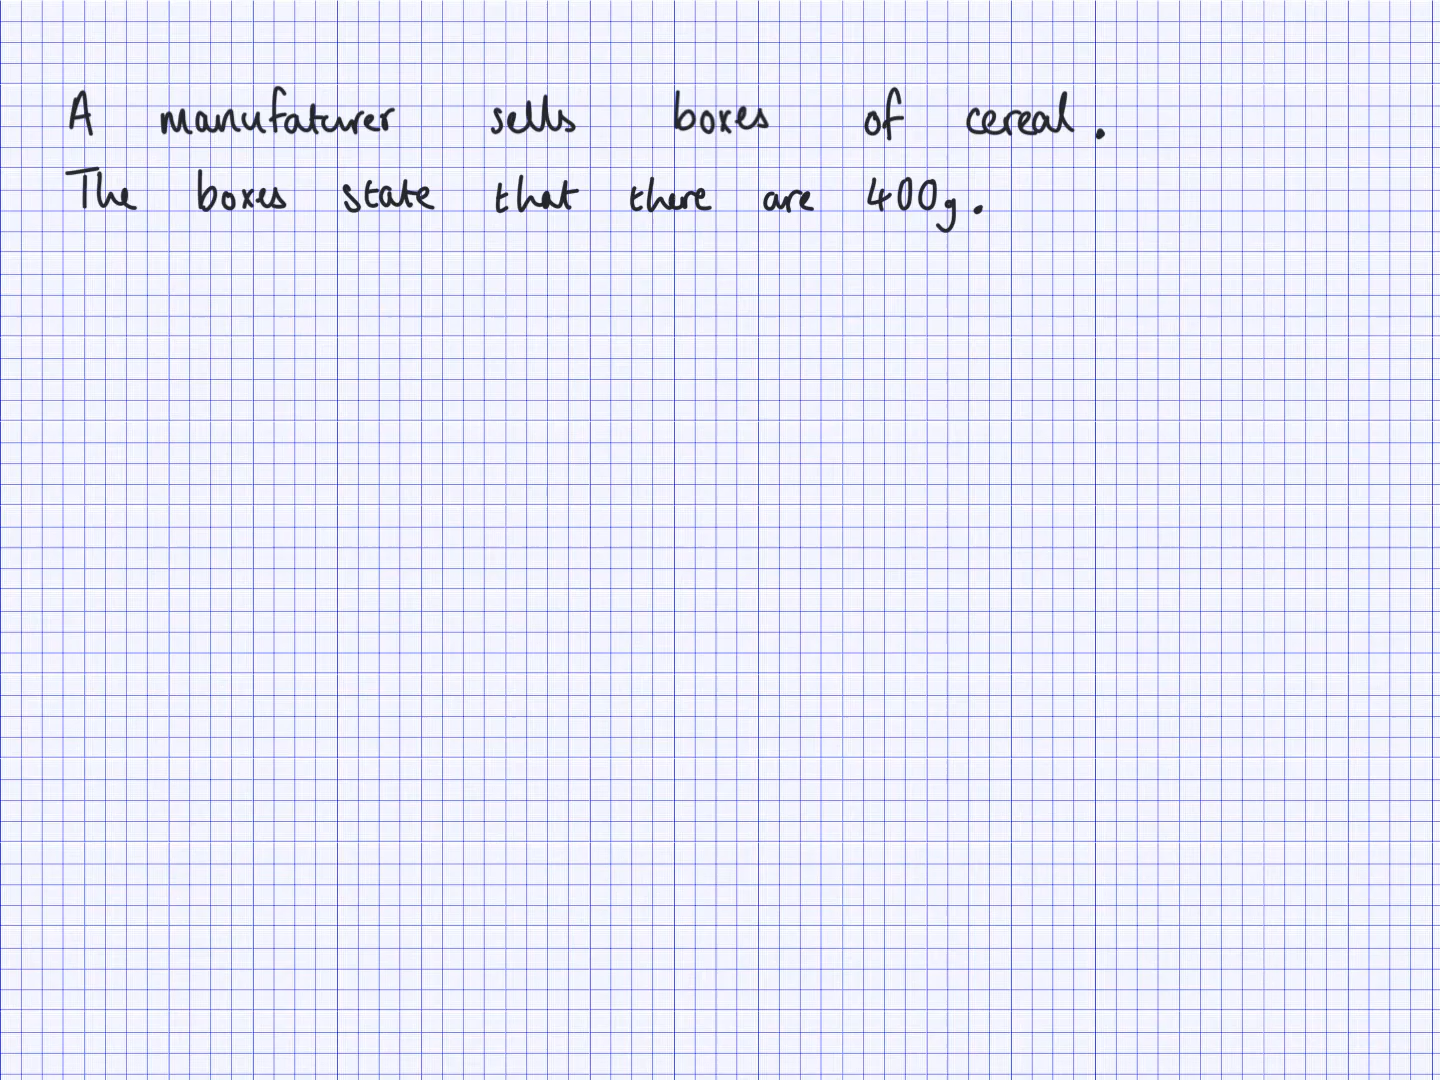 A manufaturer sells boxes of cereal.
The boxes state that there are 400g.